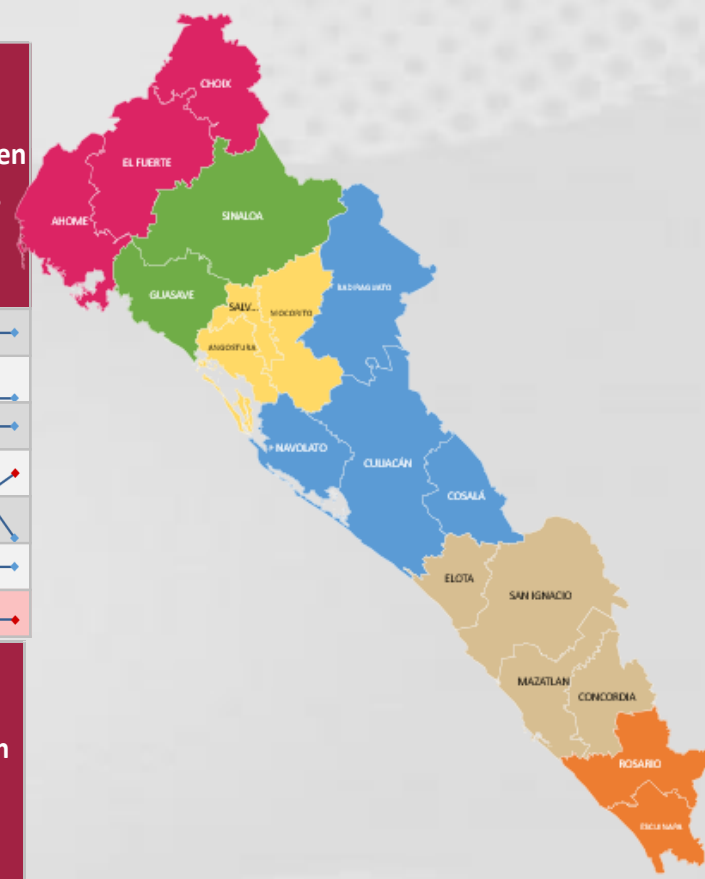 CHOIX
en
EL FUERTE
AHOME
SINALOA
BADIRAGUATO
GUASAVE
SALV...
MOCORITO
ANGOSTURA
NAVOLATO
CULIACÁN
COSALÁ
ELOTA
SAN IGNACIO
MAZATLAN
CONCORDIA
ROSARIO
ESCUINAPA